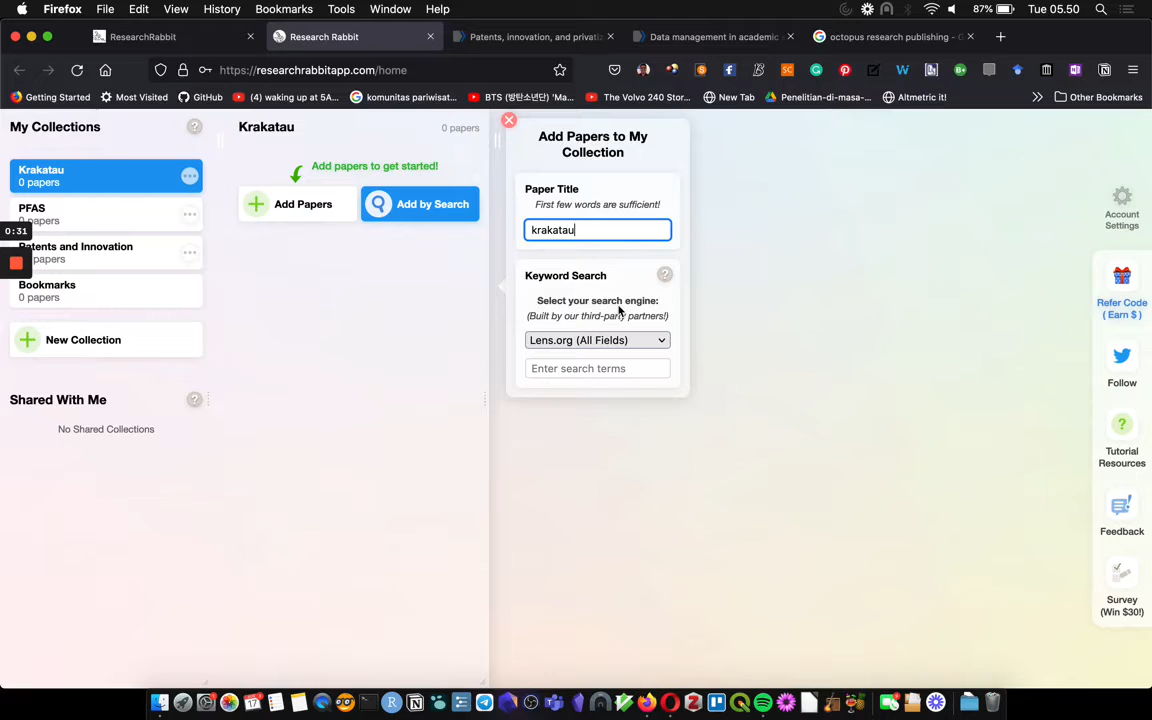 Firefox File Edit View History Bookmarks Tools Window Help
87% Tue 05.50
ResearchRabbit
Research Rabbit
Patents, innovation, and privatiz
Data management in academic
octopus research publishing - G
https://researchrabbitapp.com/home
Getting Started
Most Visited
GitHub
(4) waking up at 5A...
komunitas pariwisat...
BTS (방탄소년단) 'Ma...
The Volvo 240 Stor...
New Tab
Penelitian-di-masa-...
Altmetric it!
Other Bookmarks
My Collections
Krakatau
0 papers
PFAS
0 papers
0:31
Patents and Innovation
papers
Bookmarks
0 papers
New Collection
Shared With Me
No Shared Collections
Krakatau
0 papers
Add papers to get started!
Add Papers
Add by Search
Add Papers to My
Collection
Paper Title
First few words are sufficient!
krakatau
Keyword Search
Select your search engine:
(Built by our third-party partners!)
Lens.org (All Fields)
Enter search terms
Account
Settings
Refer Code
( Earn $ )
Follow
Tutorial
Resources
Feedback
Survey
(Win $30!)